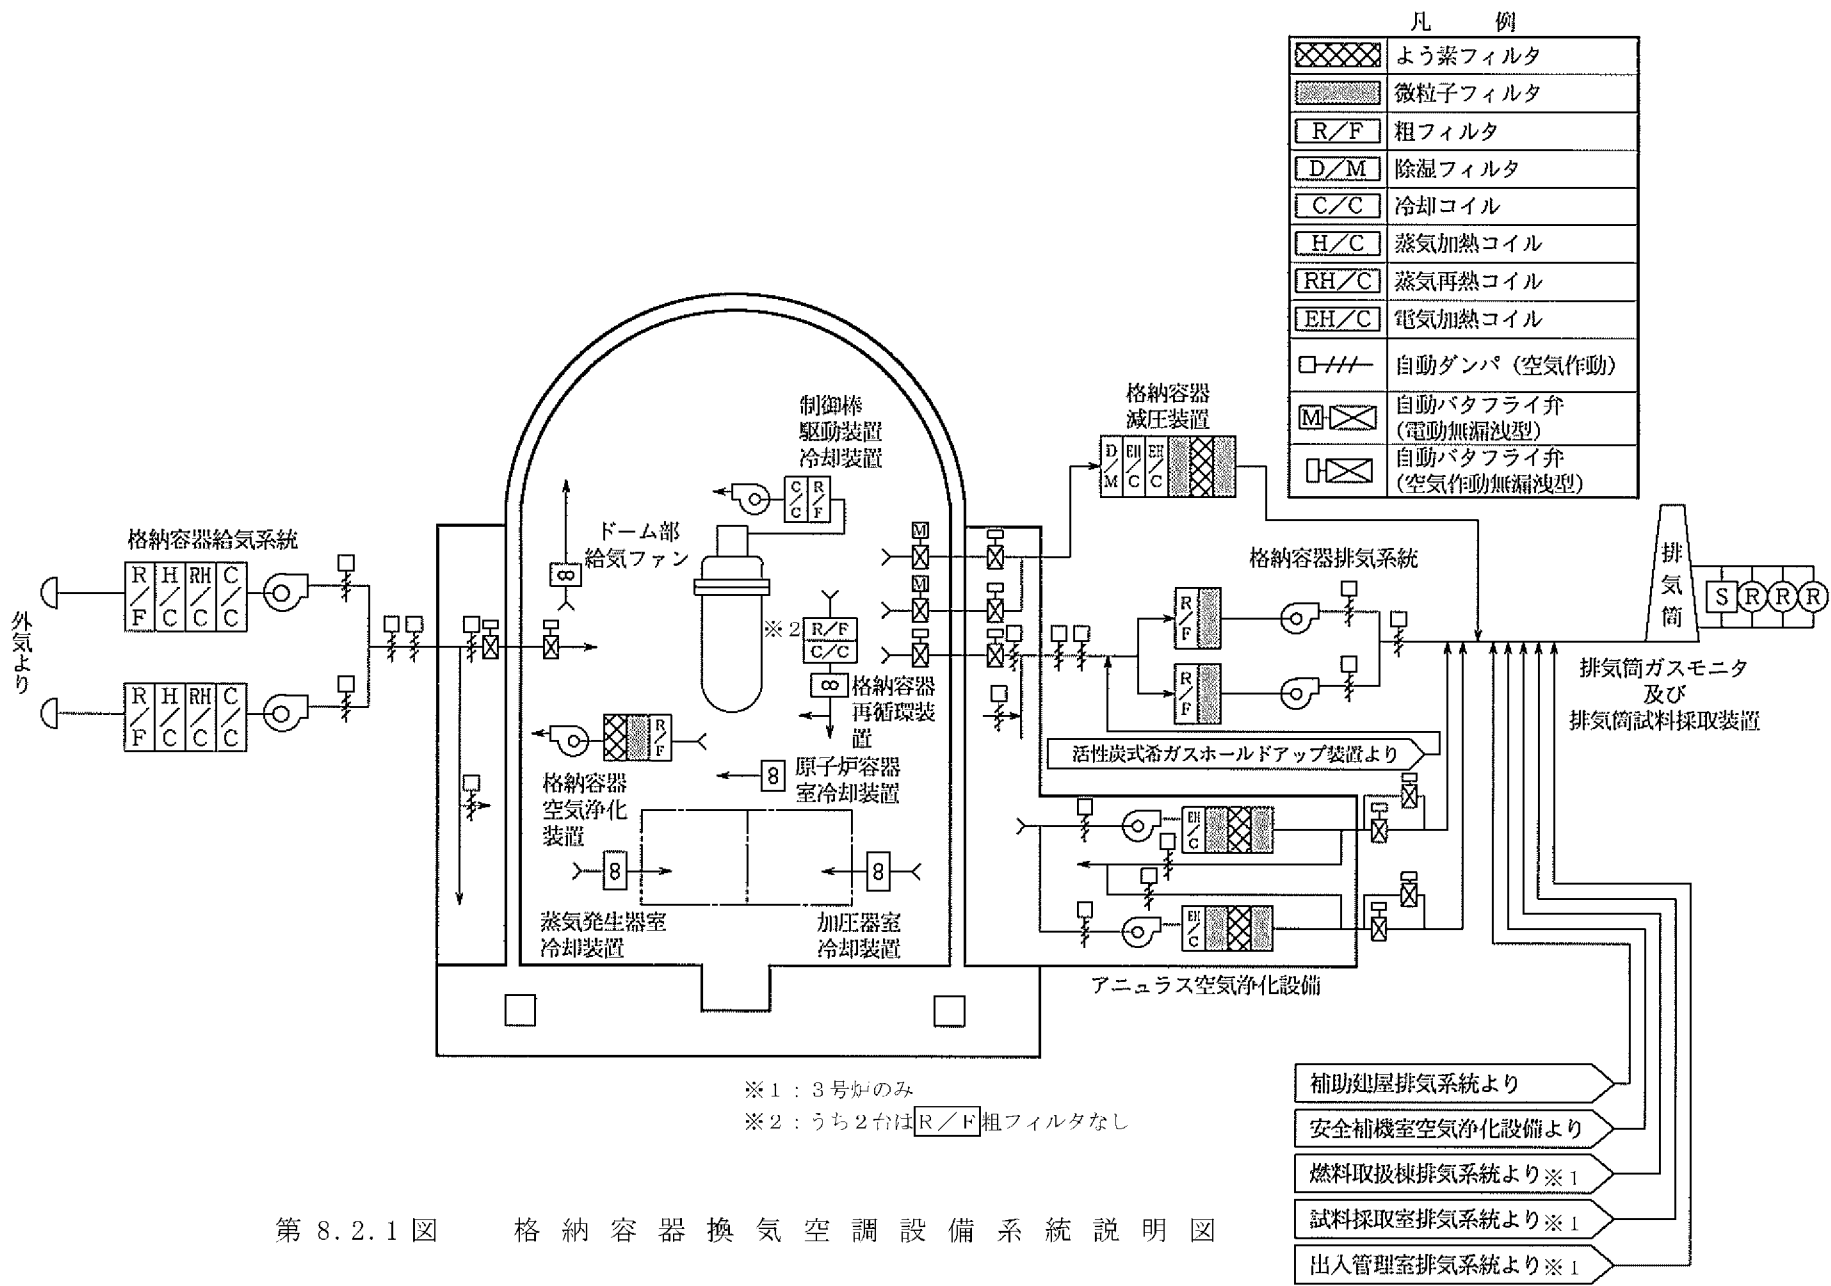 凡　例
よう素フィルタ
微粒子フィルタ
R／F 粗フィルタ
D／M 除湿フィルタ
C／C 冷却コイル
H／C 蒸気加熱コイル
RH／C 蒸気再熱コイル
EH／C 電気加熱コイル
自動ダンパ（空気作動）
M 自動バタフライ弁
(電動無漏洩型)
自動バタフライ弁
(空気作動無漏洩型)
格納容器
減圧装置
D／M EH／C EH／C
制御棒
駆動装置
冷却装置
C／C R／F
ドーム部
給気ファン
8
格納容器給気系統
R／F H／C RH／C C／C
外気より
R／F H／C RH／C C／C
M
M
※2
R／F
C／C
8
格納容器
再循環装
置
格納容器排気系統
R／F
R／F
排気筒
S R R R
排気筒ガスモニタ
及び
排気筒試料採取装置
活性炭式希ガスホールドアップ装置より
R／F
格納容器
空気浄化
装置
8
原子炉容器
室冷却装置
8
8
蒸気発生器室
冷却装置
加圧器室
冷却装置
EH／C
EH／C
アニュラス空気浄化設備
補助建屋排気系統より
安全補機室空気浄化設備より
燃料取扱棟排気系統より※1
試料採取室排気系統より※1
出入管理室排気系統より※1
※1：3号炉のみ
※2：うち2台はR／F粗フィルタなし
第8.2.1図　格納容器換気空調設備系統説明図